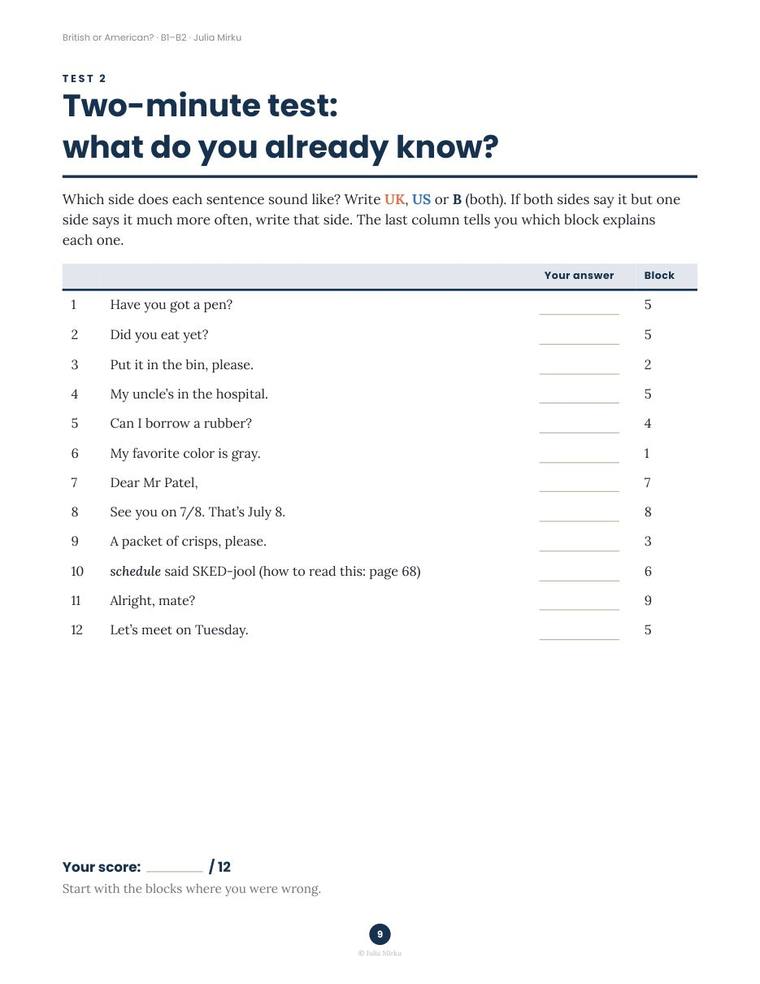 British or American? · B1–B2 · Julia Mirku
TEST 2
Two-minute test:
what do you already know?
Which side does each sentence sound like? Write UK, US or B (both). If both sides say it but one
side says it much more often, write that side. The last column tells you which block explains
each one.
Your answer Block
1 Have you got a pen? 5
2 Did you eat yet? 5
3 Put it in the bin, please. 2
4 My uncle's in the hospital. 5
5 Can I borrow a rubber? 4
6 My favorite color is gray. 1
7 Dear Mr Patel, 7
8 See you on 7/8. That's July 8. 8
9 A packet of crisps, please. 3
10 schedule said SKED-jool (how to read this: page 68) 6
11 Alright, mate? 9
12 Let's meet on Tuesday. 5
Your score: / 12
Start with the blocks where you were wrong.
9
© Julia Mirku